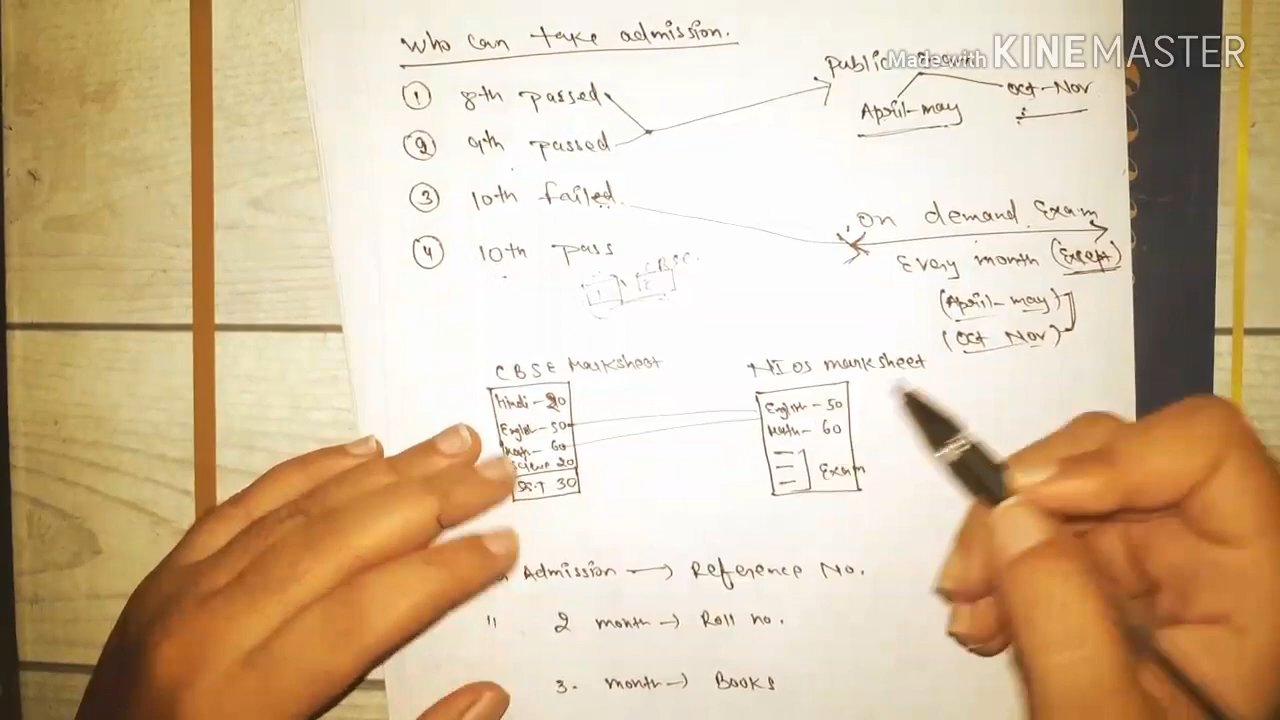 who can take admission.
Made with KINEMASTER
① 8th passed
public exam
April-may
Oct-Nov
② 9th passed
③ 10th failed.
On demand Exam
④ 10th pass
Every month (Except)
(April-may)
(Oct Nov)
CBSE Marksheet
Hindi-20
English-50
Math-60
20
S.S.T 30
NIOS marksheet
English-50
Math-60
Exam
Admission → Reference No.
" 2 month → Roll no.
3. month → Books